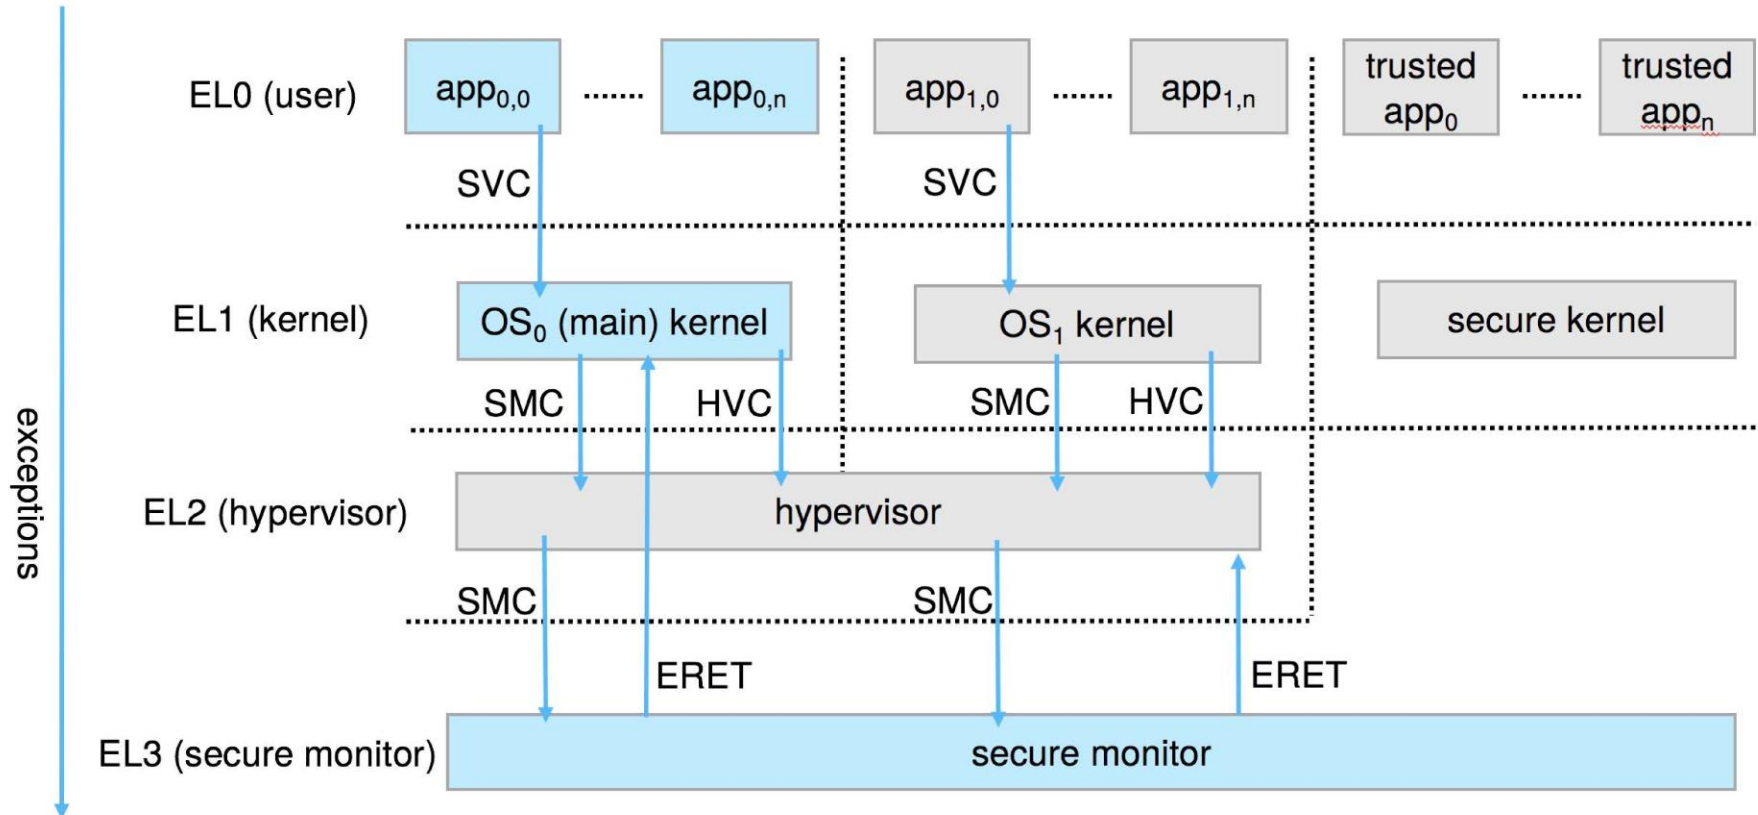 EL0 (user)
app0,0 ........ app0,n
app1,0 ........ app1,n
trusted
app0
........
trusted
appn
SVC
SVC
EL1 (kernel)
OS0 (main) kernel
OS1 kernel
secure kernel
SMC
HVC
SMC
HVC
exceptions
EL2 (hypervisor)
hypervisor
SMC
SMC
ERET
ERET
EL3 (secure monitor)
secure monitor